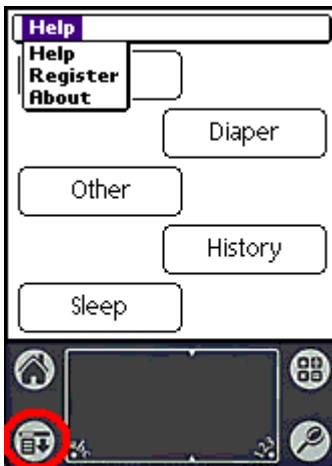 Help
Help
Register
About
Diaper
Other
History
Sleep